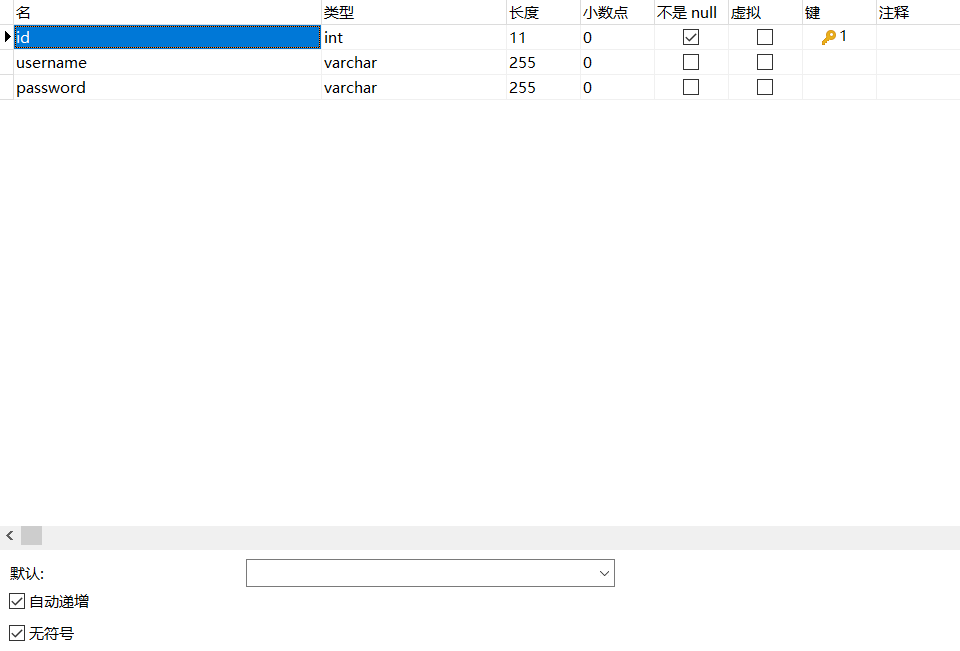 名 类型 长度 小数点 不是 null 虚拟 键 注释
id int 11 0 1
username varchar 255 0
password varchar 255 0
默认:
自动递增
无符号